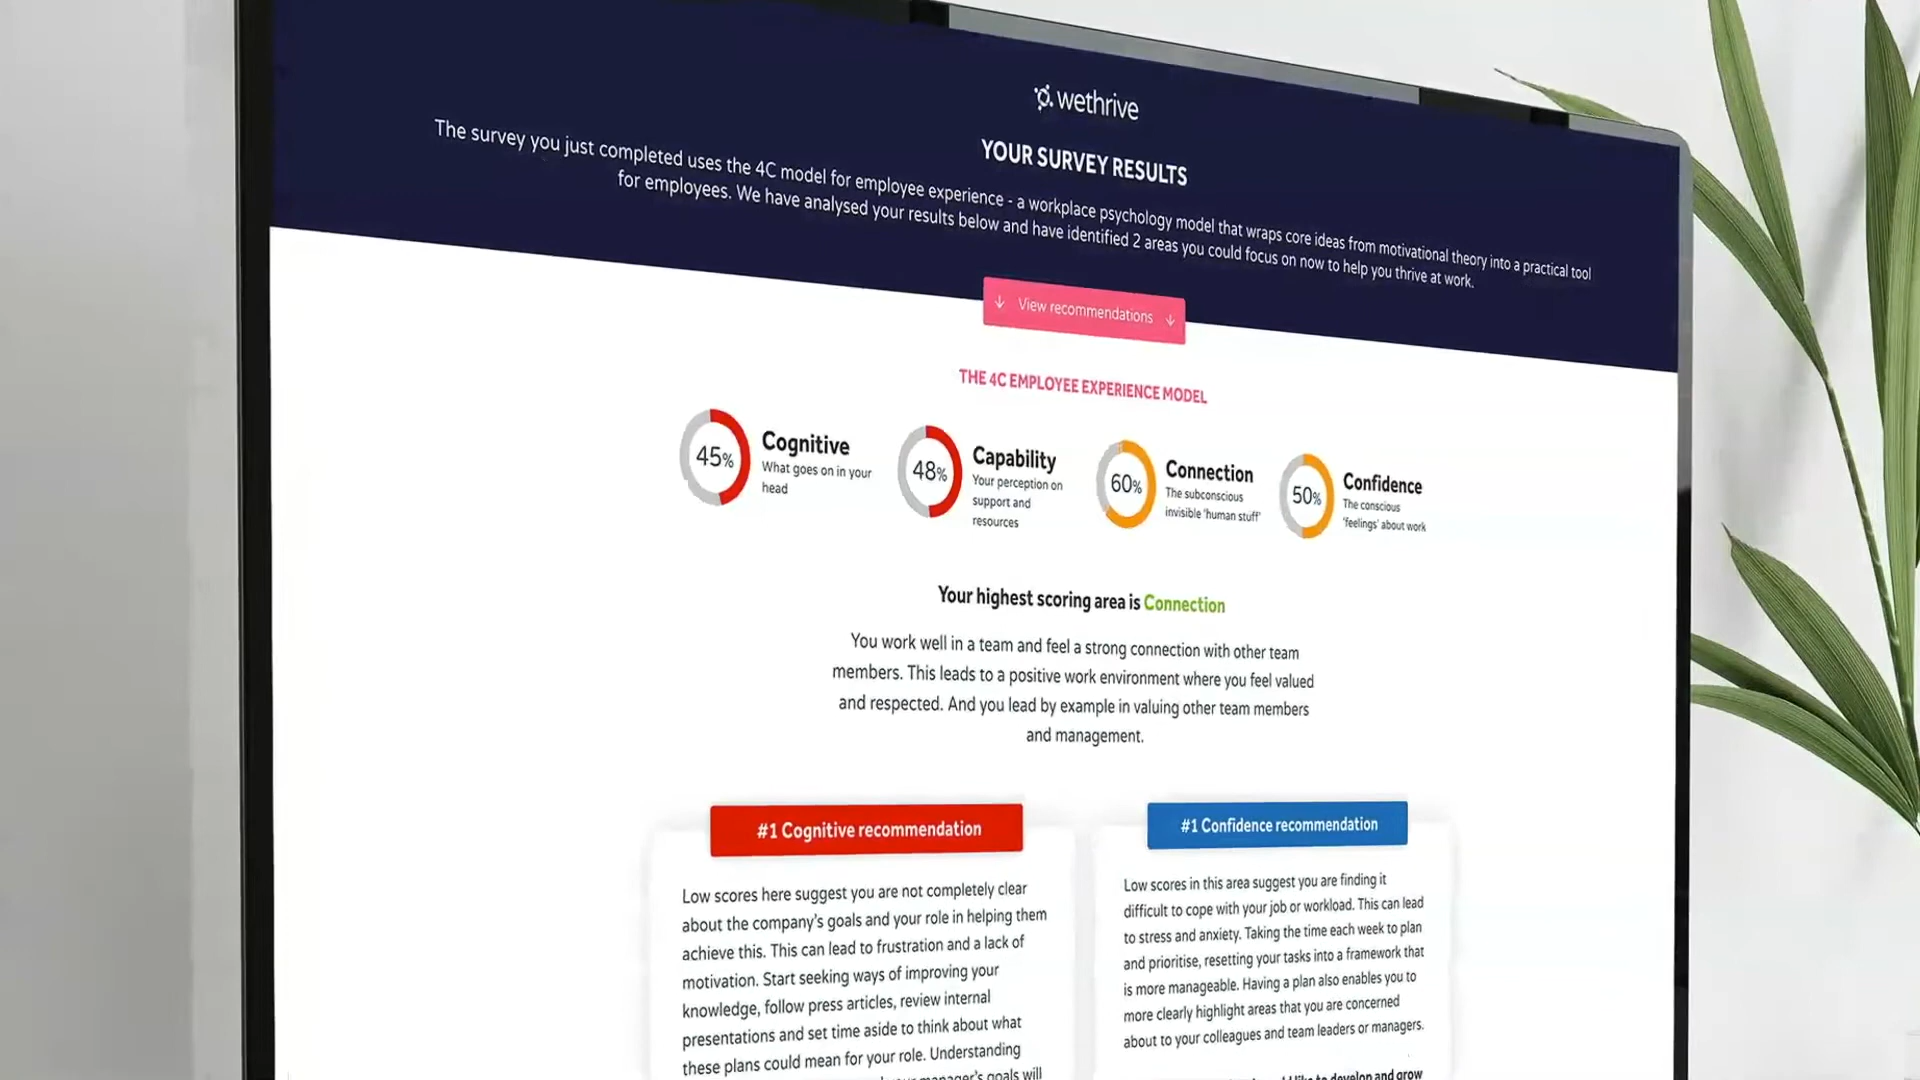 wethrive
YOUR SURVEY RESULTS
The survey you just completed uses the 4C model for employee experience - a workplace psychology model that wraps core ideas from motivational theory into a practical tool
for employees. We have analysed your results below and have identified 2 areas you could focus on now to help you thrive at work.
↓ View recommendations ↓
THE 4C EMPLOYEE EXPERIENCE MODEL
45%
Cognitive
What goes on in your
head
48%
Capability
Your perception on
support and
resources
60%
Connection
The subconscious
invisible 'human stuff'
50%
Confidence
The conscious
'feelings' about work
Your highest scoring area is Connection
You work well in a team and feel a strong connection with other team
members. This leads to a positive work environment where you feel valued
and respected. And you lead by example in valuing other team members
and management.
#1 Cognitive recommendation
Low scores here suggest you are not completely clear
about the company's goals and your role in helping them
achieve this. This can lead to frustration and a lack of
motivation. Start seeking ways of improving your
knowledge, follow press articles, review internal
presentations and set time aside to think about what
these plans could mean for your role. Understanding
manager's goals will
#1 Confidence recommendation
Low scores in this area suggest you are finding it
difficult to cope with your job or workload. This can lead
to stress and anxiety. Taking the time each week to plan
and prioritise, resetting your tasks into a framework that
is more manageable. Having a plan also enables you to
more clearly highlight areas that you are concerned
about to your colleagues and team leaders or managers.
like to develop and grow